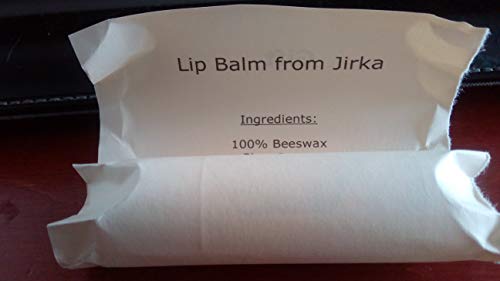 Lip Balm from Jirka
Ingredients:
100% Beeswax